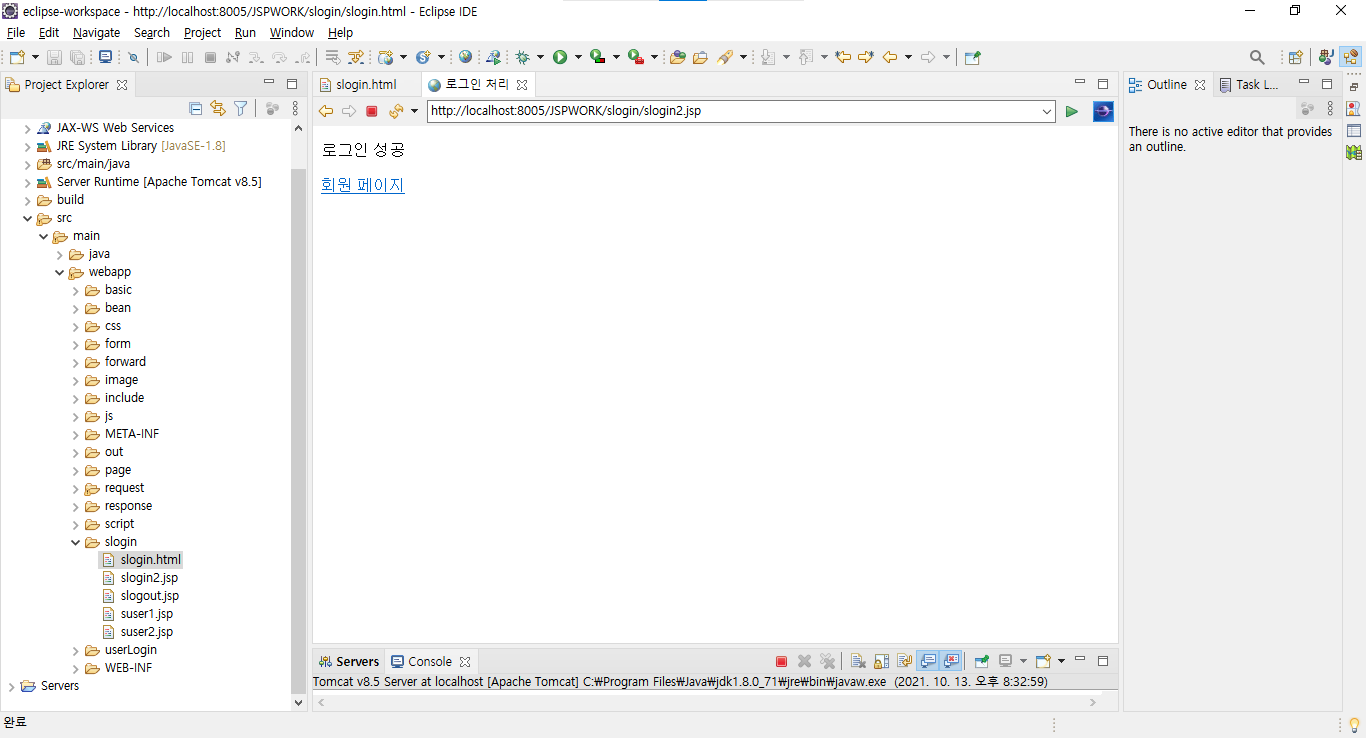 eclipse-workspace - http://localhost:8005/JSPWORK/slogin/slogin.html - Eclipse IDE
File Edit Navigate Search Project Run Window Help
Project Explorer
JAX-WS Web Services
JRE System Library [JavaSE-1.8]
src/main/java
Server Runtime [Apache Tomcat v8.5]
build
src
main
java
webapp
basic
bean
css
form
forward
image
include
js
META-INF
out
page
request
response
script
slogin
slogin.html
slogin2.jsp
slogout.jsp
suser1.jsp
suser2.jsp
userLogin
WEB-INF
Servers
slogin.html 로그인 처리
http://localhost:8005/JSPWORK/slogin/slogin2.jsp
로그인 성공
회원 페이지
Servers Console
Tomcat v8.5 Server at localhost [Apache Tomcat] C:₩Program Files₩Java₩jdk1.8.0_71₩jre₩bin₩javaw.exe (2021. 10. 13. 오후 8:32:59)
Outline Task L...
There is no active editor that provides
an outline.
완료